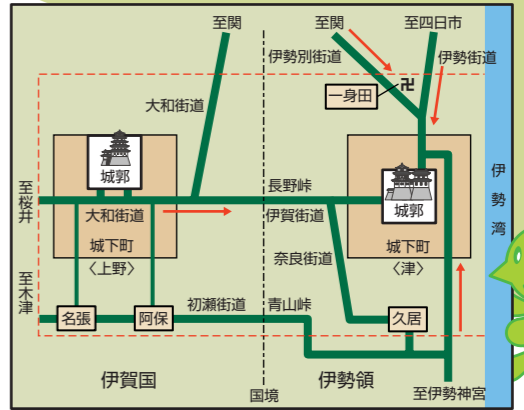 至関
至関
至四日市
伊勢別街道
伊勢街道
一身田
卍
大和街道
城郭
城郭
至桜井
長野峠
大和街道
伊賀街道
伊勢湾
城下町
〈上野〉
奈良街道
城下町
〈津〉
至木津
名張
阿保
初瀬街道
青山峠
久居
伊賀国
国境
伊勢領
至伊勢神宮